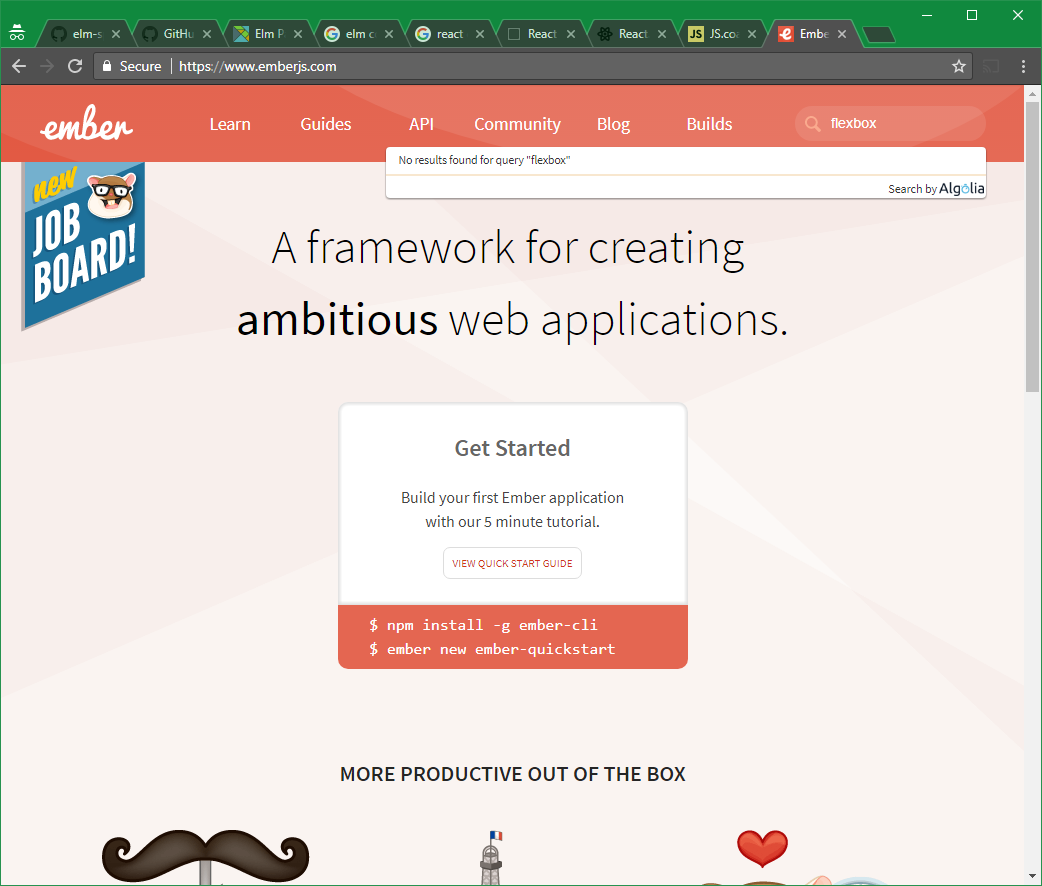 elm-s
GitHu
Elm P
elm c
react
React
React
JS
JS.co
Embe
Secure
https://www.emberjs.com
ember
Learn
Guides
API
Community
Blog
Builds
flexbox
No results found for query "flexbox"
Search by Algolia
new
JOB
BOARD!
A framework for creating
ambitious web applications.
Get Started
Build your first Ember application
with our 5 minute tutorial.
VIEW QUICK START GUIDE
$ npm install -g ember-cli
$ ember new ember-quickstart
MORE PRODUCTIVE OUT OF THE BOX